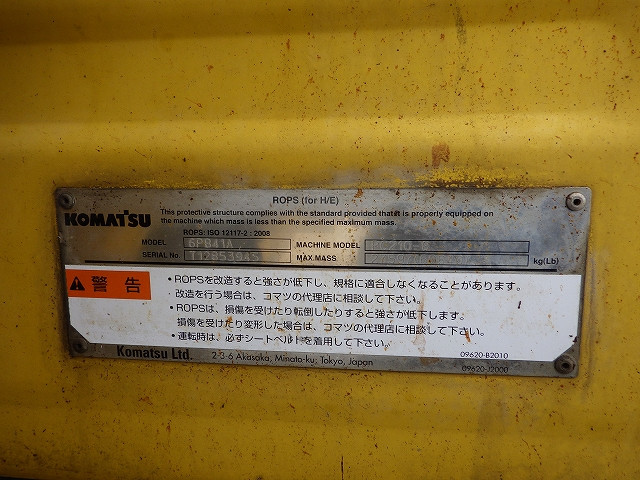 ROPS (for H/E)
KOMATSU
This protective structure complies with the standard provided that it is properly equipped on
the machine which mass is less than the specified maximum mass.
ROPS: ISO 12117-2 : 2008
MODEL MACHINE MODEL
SERIAL No. MAX.MASS kg(Lb)
警告
・ROPSを改造すると強さが低下し、規格に適合しなくなることがあります。
改造を行う場合は、コマツの代理店に相談して下さい。
・ROPSは、損傷を受けたり転倒したりすると強さが低下します。
損傷を受けたり変形した場合は、コマツの代理店に相談して下さい。
・運転時は、必ずシートベルトを着用して下さい。
Komatsu Ltd. 2-3-6 Akasaka, Minato-ku, Tokyo, Japan
09620-B2010
09620-J2000